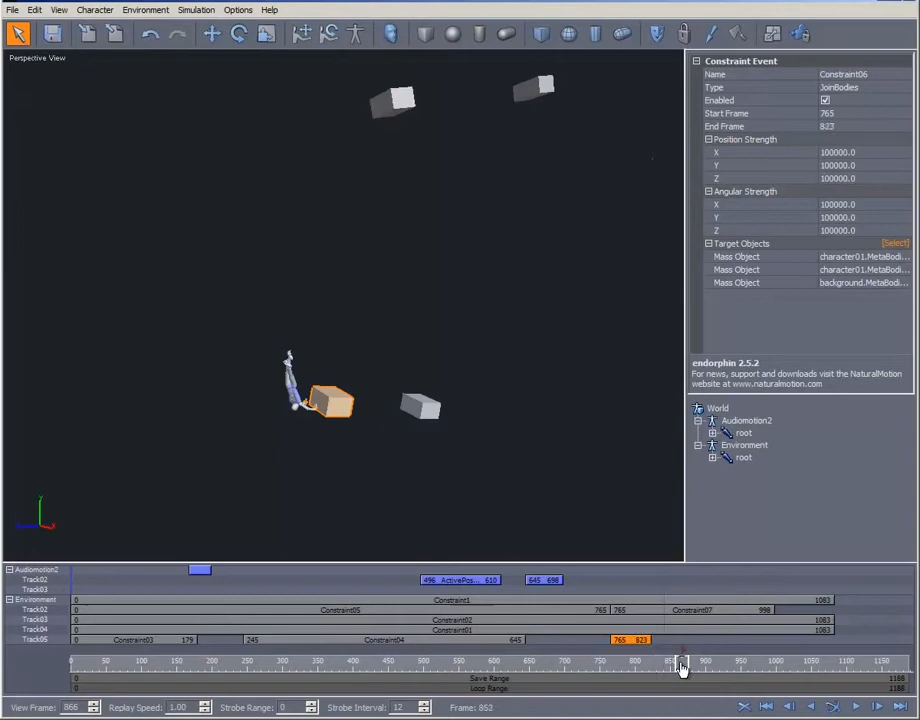 File Edit View Character Environment Simulation Options Help
Perspective View
Constraint Event
Name Constraint06
Type JoinBodies
Enabled
Start Frame 765
End Frame 823
Position Strength
X 100000.0
Y 100000.0
Z 100000.0
Angular Strength
X 100000.0
Y 100000.0
Z 100000.0
Target Objects [Select]
Mass Object character01.MetaBodi...
Mass Object character01.MetaBodi...
Mass Object background.MetaBodi...
endorphin 2.5.2
For news, support and downloads visit the NaturalMotion
website at www.naturalmotion.com
World
Audiomotion2
root
Environment
root
Audiomotion2
Track02 496 ActivePos... 610 645 698
Track03
Environment 0 Constraint1 1083
Track02 0 Constraint05 765 765 Constraint07 998
Track03 0 Constraint02 1083
Track04 0 Constraint01 1083
Track05 0 Constraint03 179 245 Constraint04 645 765 823
0 50 100 150 200 250 300 350 400 450 500 550 600 650 700 750 800 900 950 1000 1050 1100 1150
0 Save Range 1188
0 Loop Range 1188
View Frame: 866 Replay Speed: 1.00 Strobe Range: 0 Strobe Interval: 12 Frame: 852